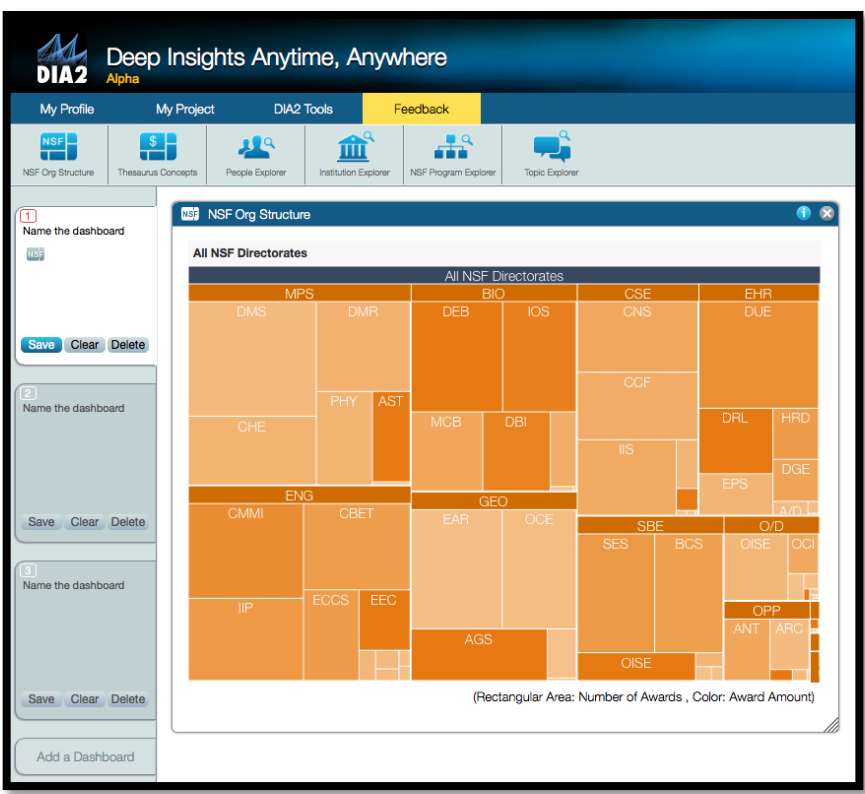 DIA2
Deep Insights Anytime, Anywhere
Alpha
My Profile My Project DIA2 Tools Feedback
NSF $
NSF Org Structure Thesaurus Concepts People Explorer Institution Explorer NSF Program Explorer Topic Explorer
1
Name the dashboard
NSF
Save Clear Delete
2
Name the dashboard
Save Clear Delete
3
Name the dashboard
Save Clear Delete
Add a Dashboard
NSF NSF Org Structure i
All NSF Directorates
All NSF Directorates
MPS BIO CSE EHR
DMS DMR DEB IOS CNS DUE
CCF
PHY AST
CHE MCB DBI DRL HRD
IIS
DGE
EPS
A/D
ENG GEO
CMMI CBET EAR OCE
SBE O/D
SES BCS OISE OCI
ECCS EEC
IIP
OPP
ANT ARC
AGS
OISE
(Rectangular Area: Number of Awards , Color: Award Amount)